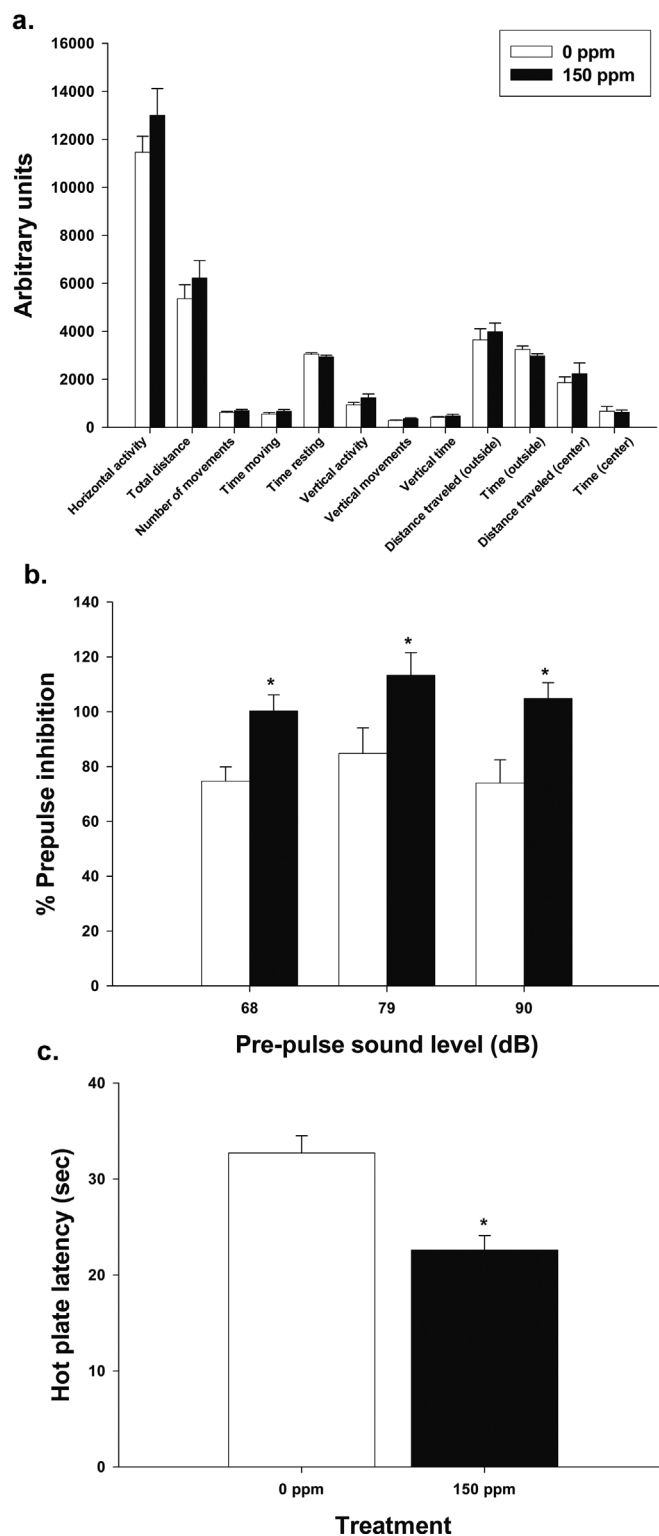 a.
16000
14000
12000
10000
8000
6000
4000
2000
0
Arbitrary units
0 ppm
150 ppm
Horizontal activity
Total distance
Number of movements
Time moving
Time resting
Vertical activity
Vertical movements
Vertical time
Distance traveled (outside)
Time (outside)
Distance traveled (center)
Time (center)
b.
140
120
100
80
60
40
20
0
% Prepulse inhibition
*
*
*
68
79
90
Pre-pulse sound level (dB)
c.
40
30
20
10
0
Hot plate latency (sec)
*
0 ppm
150 ppm
Treatment